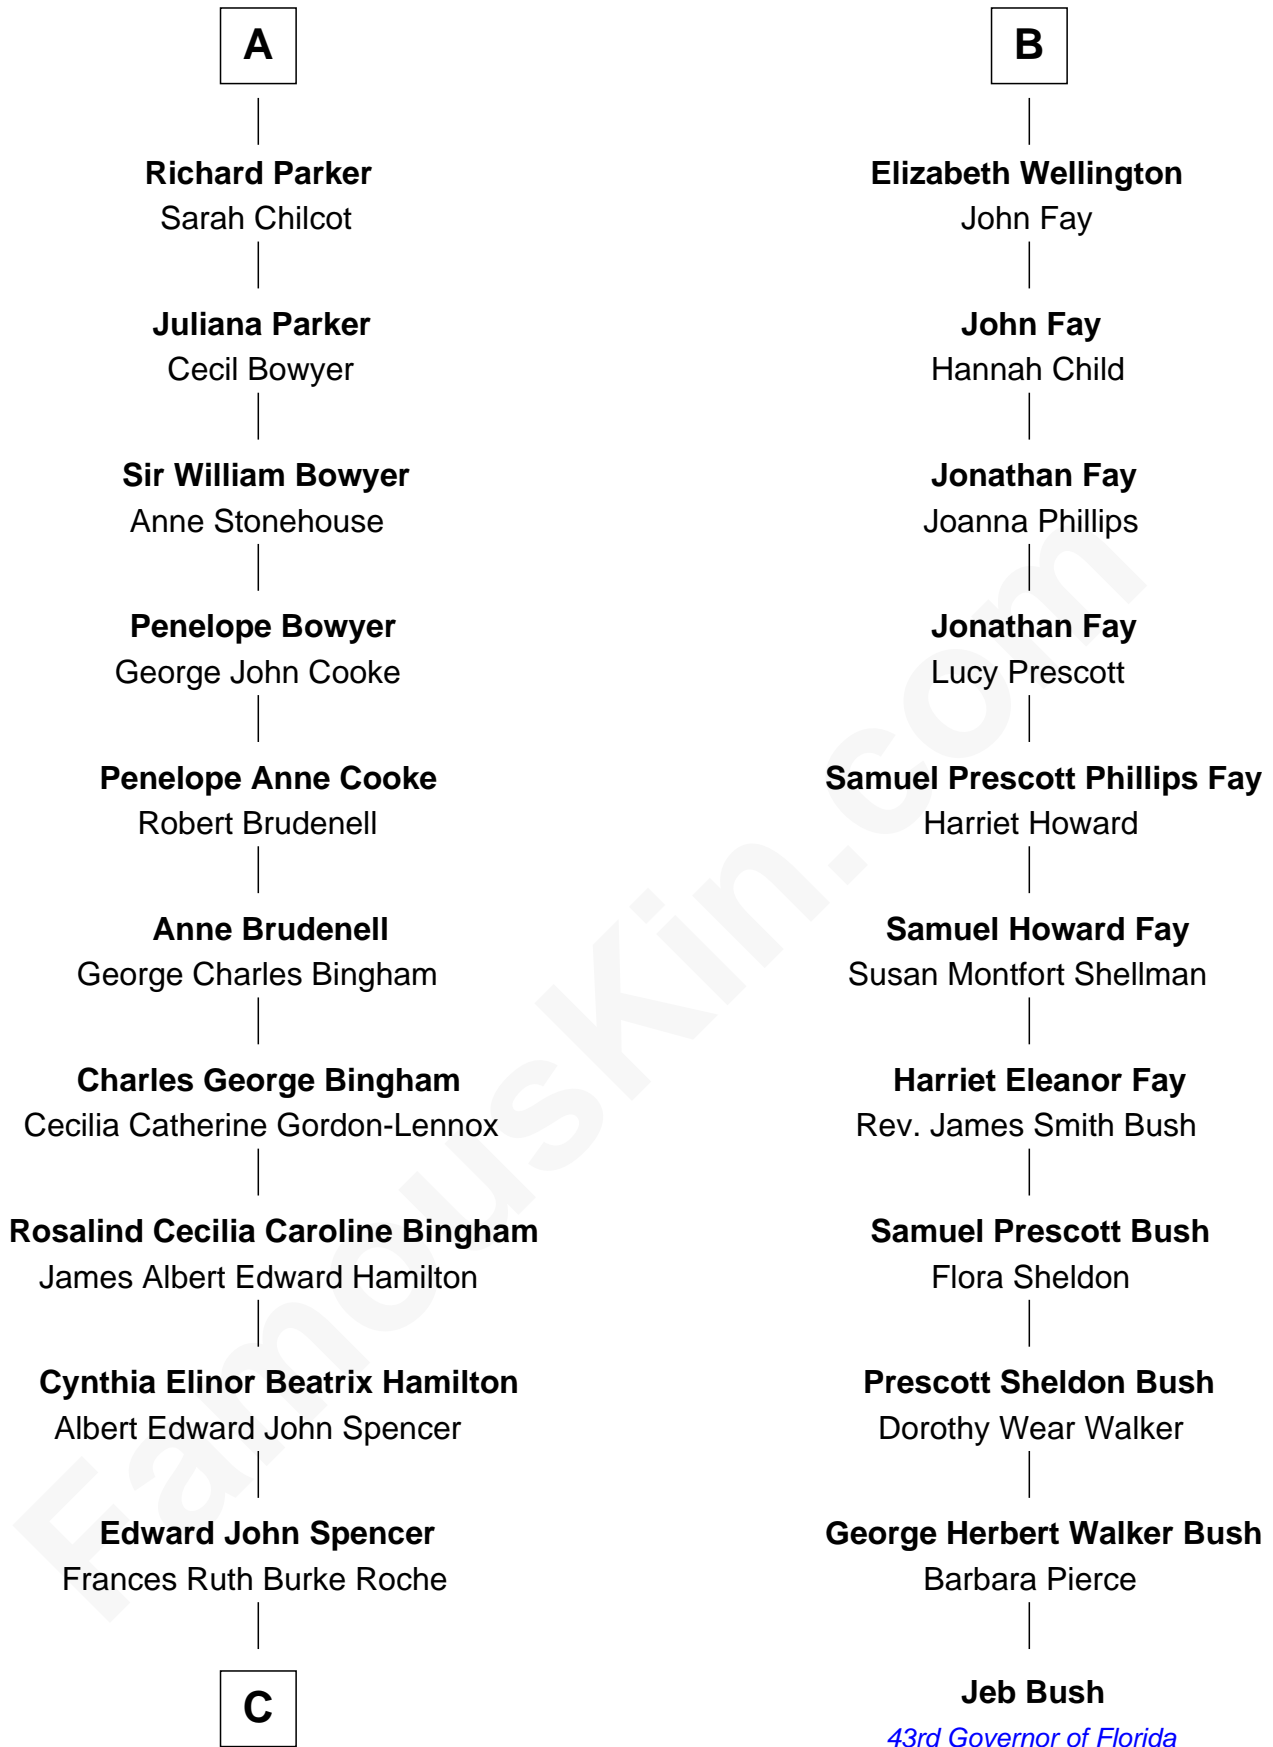 A
Richard Parker
Sarah Chilcot
Juliana Parker
Cecil Bowyer
Sir William Bowyer
Anne Stonehouse
Penelope Bowyer
George John Cooke
Penelope Anne Cooke
Robert Brudenell
Anne Brudenell
George Charles Bingham
Charles George Bingham
Cecilia Catherine Gordon-Lennox
Rosalind Cecilia Caroline Bingham
James Albert Edward Hamilton
Cynthia Elinor Beatrix Hamilton
Albert Edward John Spencer
Edward John Spencer
Frances Ruth Burke Roche
C
B
Elizabeth Wellington
John Fay
John Fay
Hannah Child
Jonathan Fay
Joanna Phillips
Jonathan Fay
Lucy Prescott
Samuel Prescott Phillips Fay
Harriet Howard
Samuel Howard Fay
Susan Montfort Shellman
Harriet Eleanor Fay
Rev. James Smith Bush
Samuel Prescott Bush
Flora Sheldon
Prescott Sheldon Bush
Dorothy Wear Walker
George Herbert Walker Bush
Barbara Pierce
Jeb Bush
43rd Governor of Florida
FamousKin.com